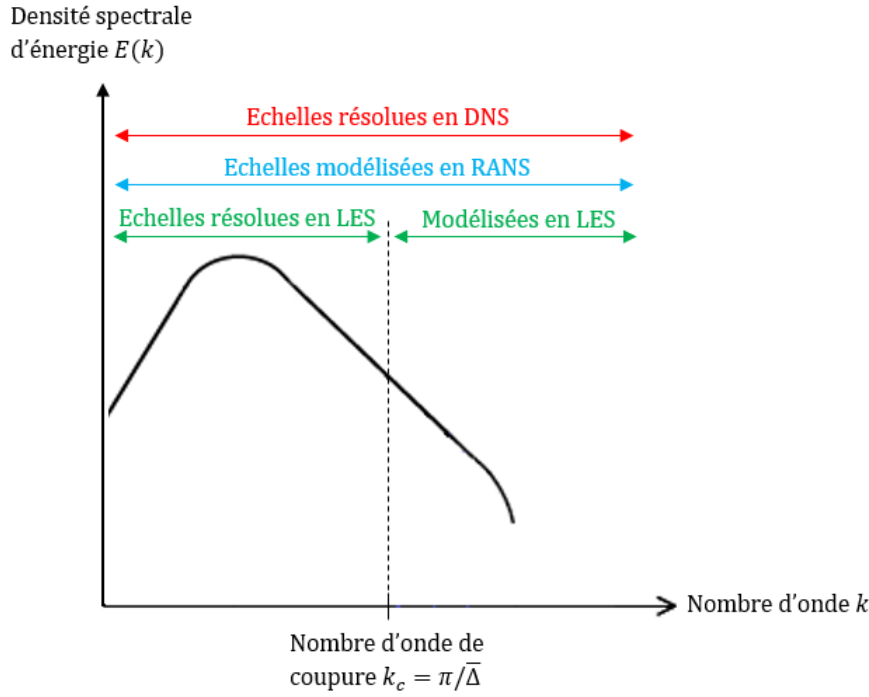 Densité spectrale
d'énergie E(k)
Echelles résolues en DNS
Echelles modélisées en RANS
Echelles résolues en LES
Modélisées en LES
Nombre d'onde k
Nombre d'onde de
coupure k_c = π/Δ̅